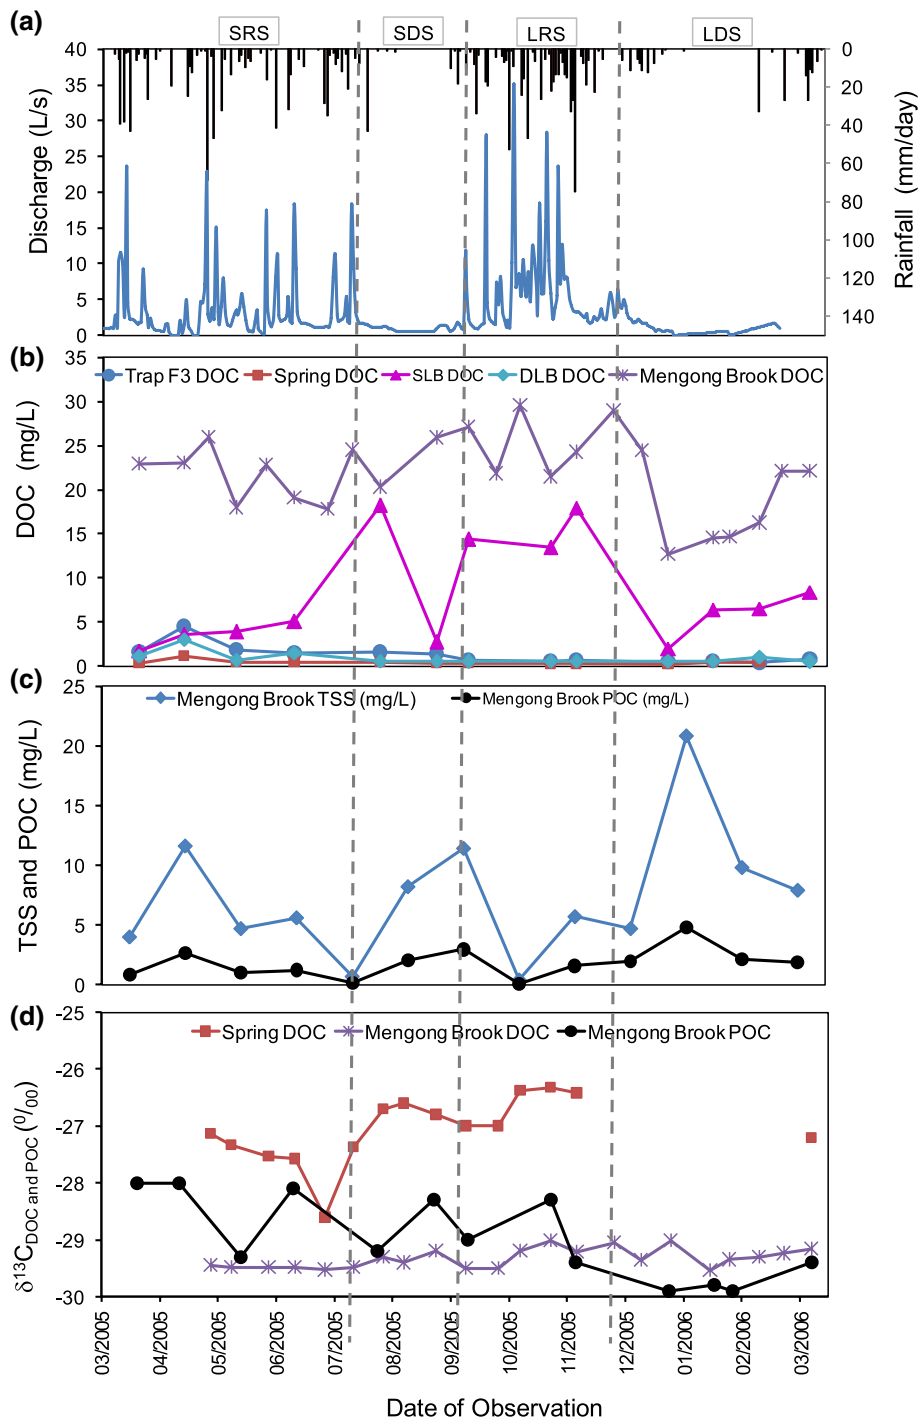 (a)
SRS SDS LRS LDS
40 0
35 20
30 40
25 60
20 80
15 100
10 120
5 140
0
Discharge (L/s)
Rainfall (mm/day)
(b)
35
Trap F3 DOC Spring DOC SLB DOC DLB DOC Mengong Brook DOC
30
25
20
15
10
5
0
DOC (mg/L)
(c)
25
Mengong Brook TSS (mg/L) Mengong Brook POC (mg/L)
20
15
10
5
0
TSS and POC (mg/L)
(d)
-25
Spring DOC Mengong Brook DOC Mengong Brook POC
-26
-27
-28
-29
-30
δ¹³C DOC and POC (⁰/₀₀)
03/2005 04/2005 05/2005 06/2005 07/2005 08/2005 09/2005 10/2005 11/2005 12/2005 01/2006 02/2006 03/2006
Date of Observation